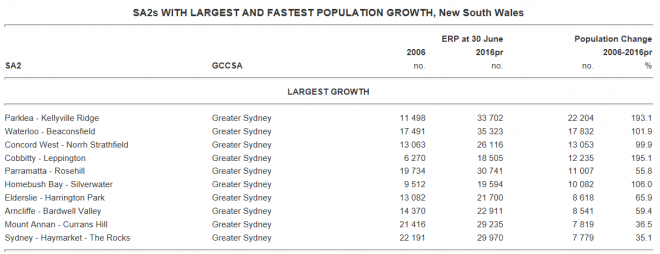 SA2s WITH LARGEST AND FASTEST POPULATION GROWTH, New South Wales
ERP at 30 June Population Change
2006 2016pr 2006-2016pr
SA2 GCCSA no. no. no. %
LARGEST GROWTH
Parklea - Kellyville Ridge Greater Sydney 11 498 33 702 22 204 193.1
Waterloo - Beaconsfield Greater Sydney 17 491 35 323 17 832 101.9
Concord West - Norrh Strathfield Greater Sydney 13 063 26 116 13 053 99.9
Cobbitty - Leppington Greater Sydney 6 270 18 505 12 235 195.1
Parramatta - Rosehill Greater Sydney 19 734 30 741 11 007 55.8
Homebush Bay - Silverwater Greater Sydney 9 512 19 594 10 082 106.0
Elderslie - Harrington Park Greater Sydney 13 082 21 700 8 618 65.9
Arncliffe - Bardwell Valley Greater Sydney 14 370 22 911 8 541 59.4
Mount Annan - Currans Hill Greater Sydney 21 416 29 235 7 819 36.5
Sydney - Haymarket - The Rocks Greater Sydney 22 191 29 970 7 779 35.1